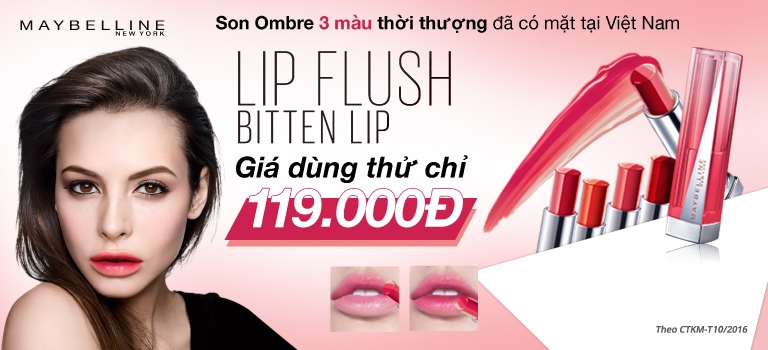 MAYBELLINE
NEW YORK
Son Ombre 3 màu thời thượng đã có mặt tại Việt Nam
LIP FLUSH
BITTEN LIP
Giá dùng thử chỉ
119.000Đ
MAYBELLINE
Theo CTKM-T10/2016